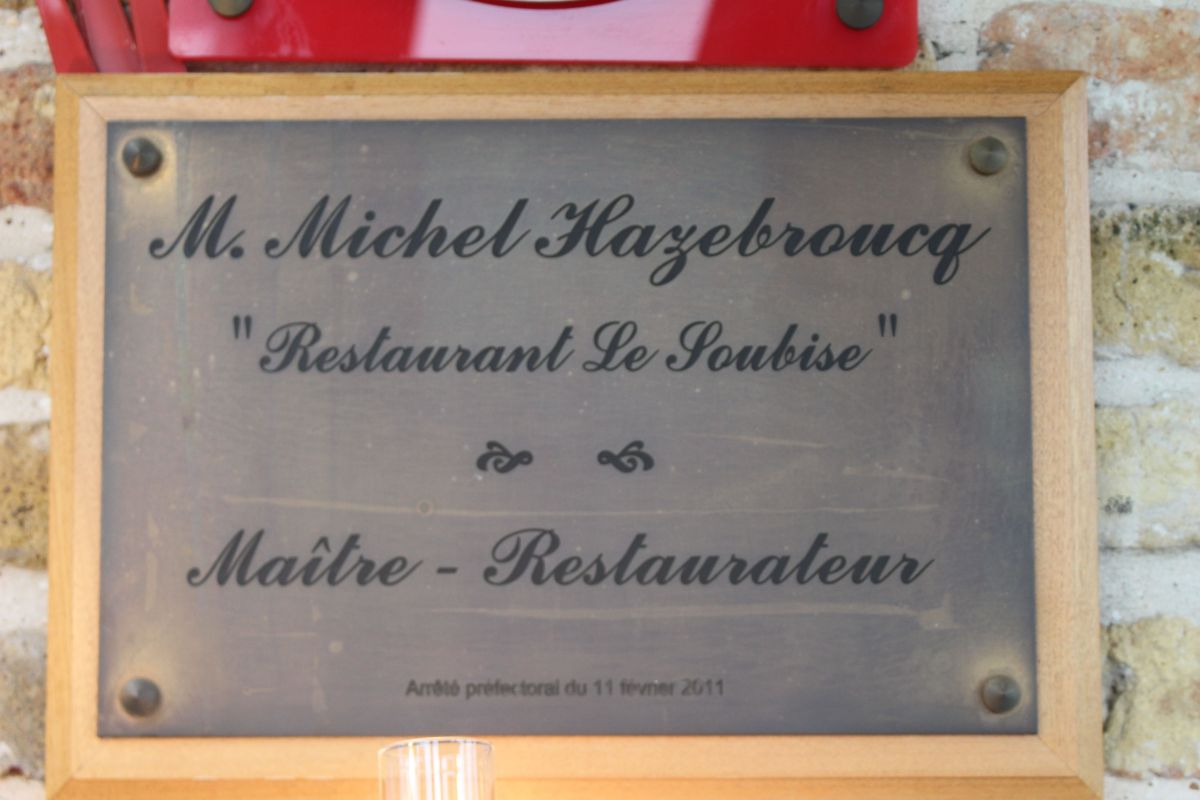 M. Michel Hazebroucq
"Restaurant Le Soubise"
Maître - Restaurateur
Arrêté préfectoral du 11 février 2011